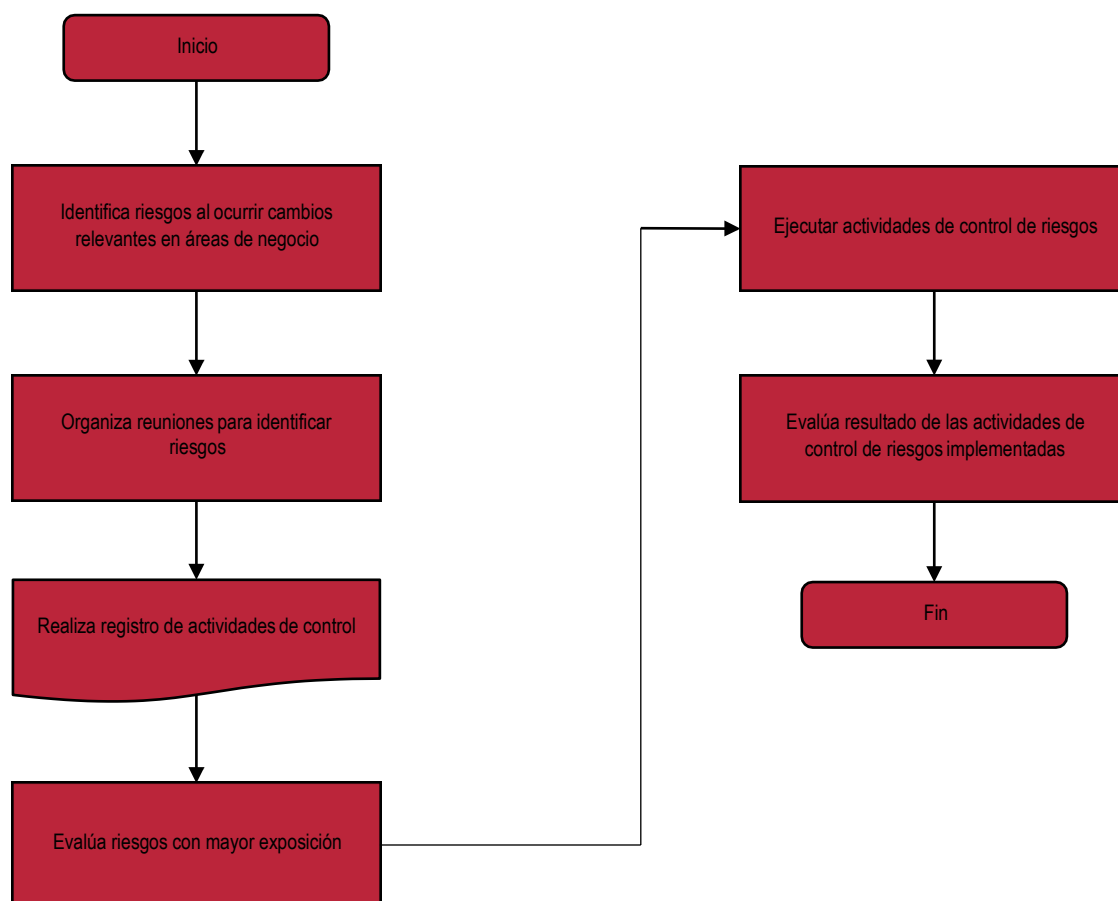 Inicio
Identifica riesgos al ocurrir cambios
relevantes en áreas de negocio
Organiza reuniones para identificar
riesgos
Realiza registro de actividades de control
Evalúa riesgos con mayor exposición
Ejecutar actividades de control de riesgos
Evalúa resultado de las actividades de
control de riesgos implementadas
Fin